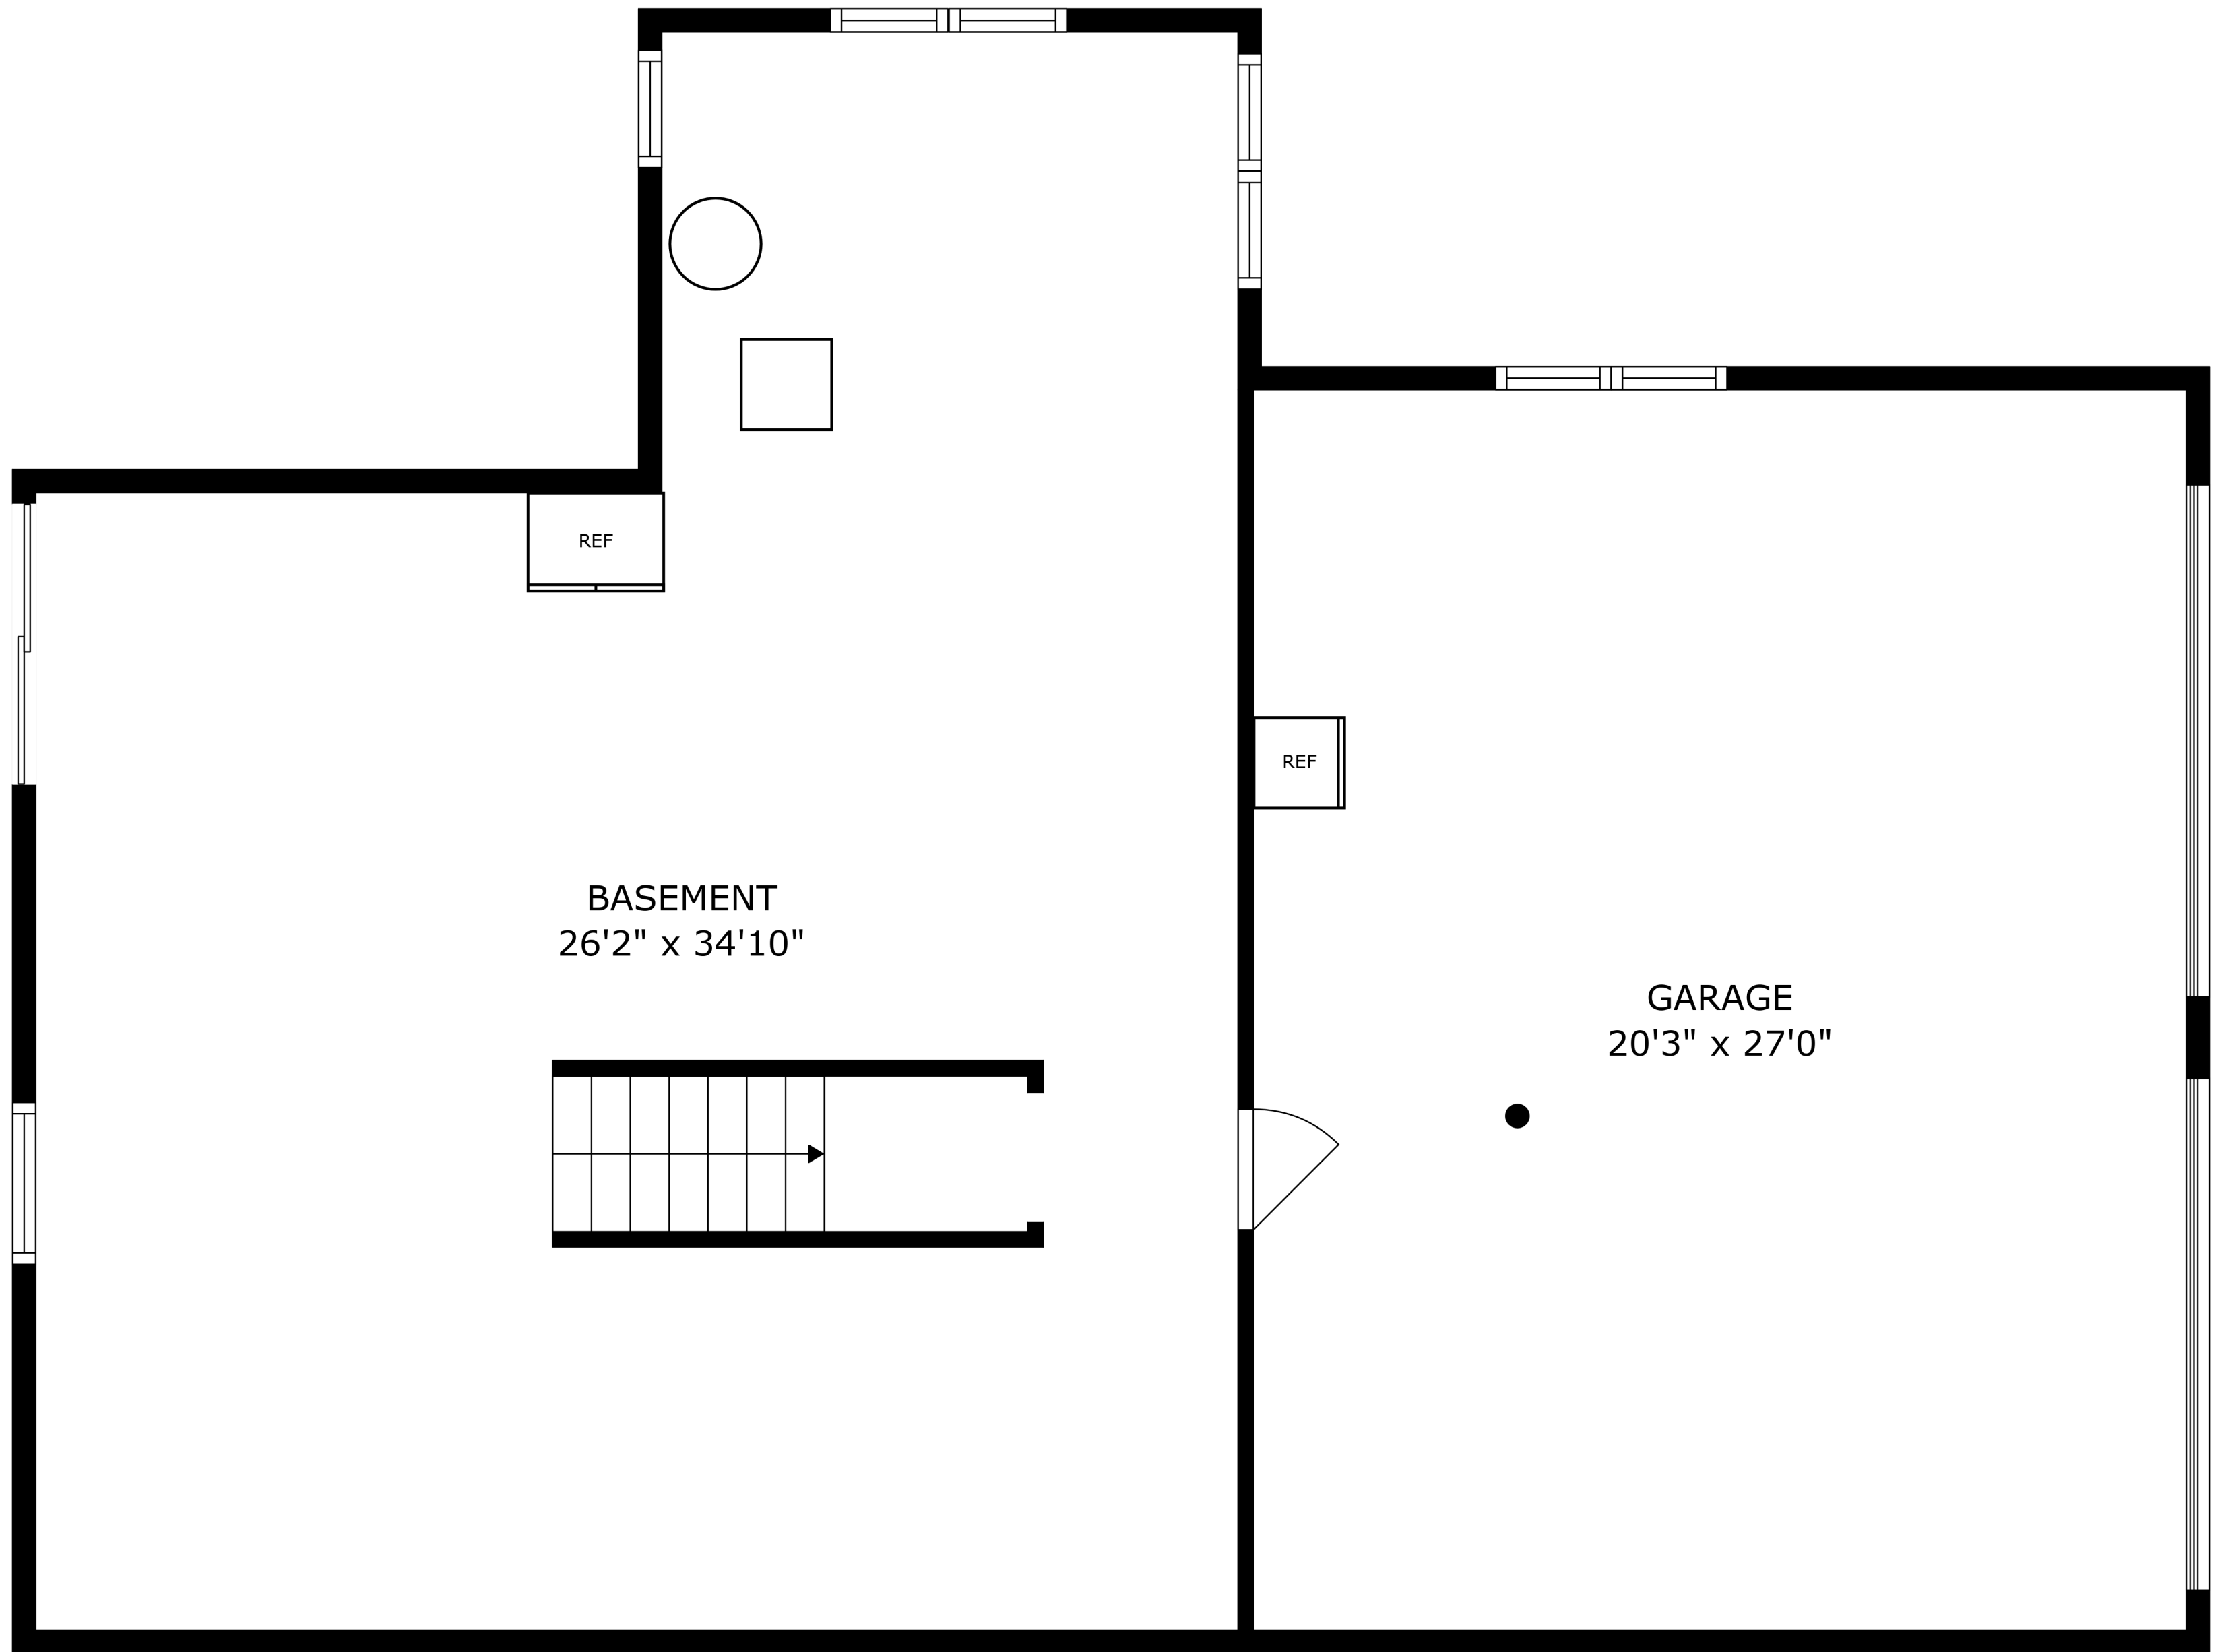 REF
REF
BASEMENT
26'2" x 34'10"
GARAGE
20'3" x 27'0"